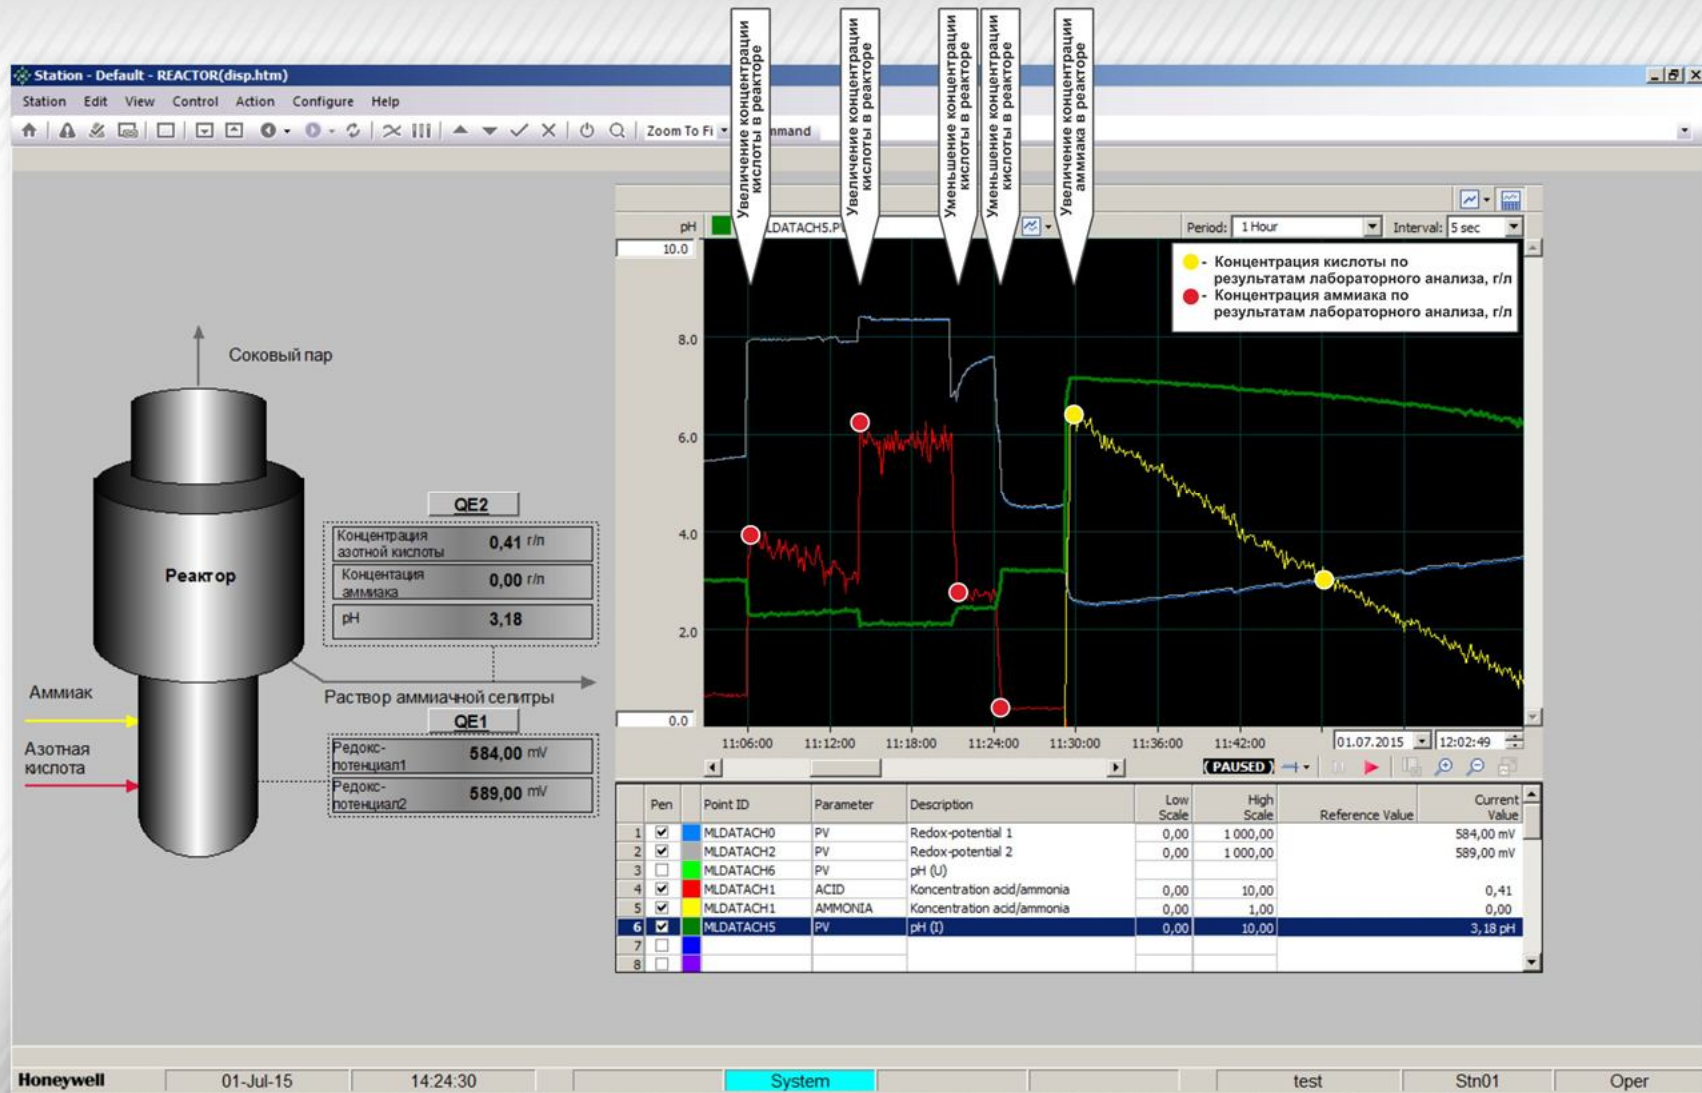 Увеличение концентрации
кислоты в реакторе
Увеличение концентрации
кислоты в реакторе
Уменьшение концентрации
кислоты в реакторе
Уменьшение концентрации
кислоты в реакторе
Увеличение концентрации
аммиака в реакторе
Station - Default - REACTOR(disp.htm)
Station Edit View Control Action Configure Help
Zoom To Fi mmand
pH LDATACH5.P Period: 1 Hour Interval: 5 sec
10.0
8.0
6.0
4.0
2.0
0.0
- Концентрация кислоты по
результатам лабораторного анализа, г/л
- Концентрация аммиака по
результатам лабораторного анализа, г/л
11:06:00 11:12:00 11:18:00 11:24:00 11:30:00 11:36:00 11:42:00 01.07.2015 12:02:49
(PAUSED)
Соковый пар
Реактор
QE2
Концентрация
азотной кислоты 0,41 г/л
Концентация
аммиака 0,00 г/л
pH 3,18
Аммиак
Азотная
кислота
Раствор аммиачной селитры
QE1
Редокс-
потенциал1 584,00 mV
Редокс-
потенциал2 589,00 mV
Pen Point ID Parameter Description Low Scale High Scale Reference Value Current Value
1 MLDATACH0 PV Redox-potential 1 0,00 1 000,00 584,00 mV
2 MLDATACH2 PV Redox-potential 2 0,00 1 000,00 589,00 mV
3 MLDATACH6 PV pH (U)
4 MLDATACH1 ACID Koncentration acid/ammonia 0,00 10,00 0,41
5 MLDATACH1 AMMONIA Koncentration acid/ammonia 0,00 1,00 0,00
6 MLDATACH5 PV pH (I) 0,00 10,00 3,18 pH
7
8
Honeywell 01-Jul-15 14:24:30 System test Stn01 Oper